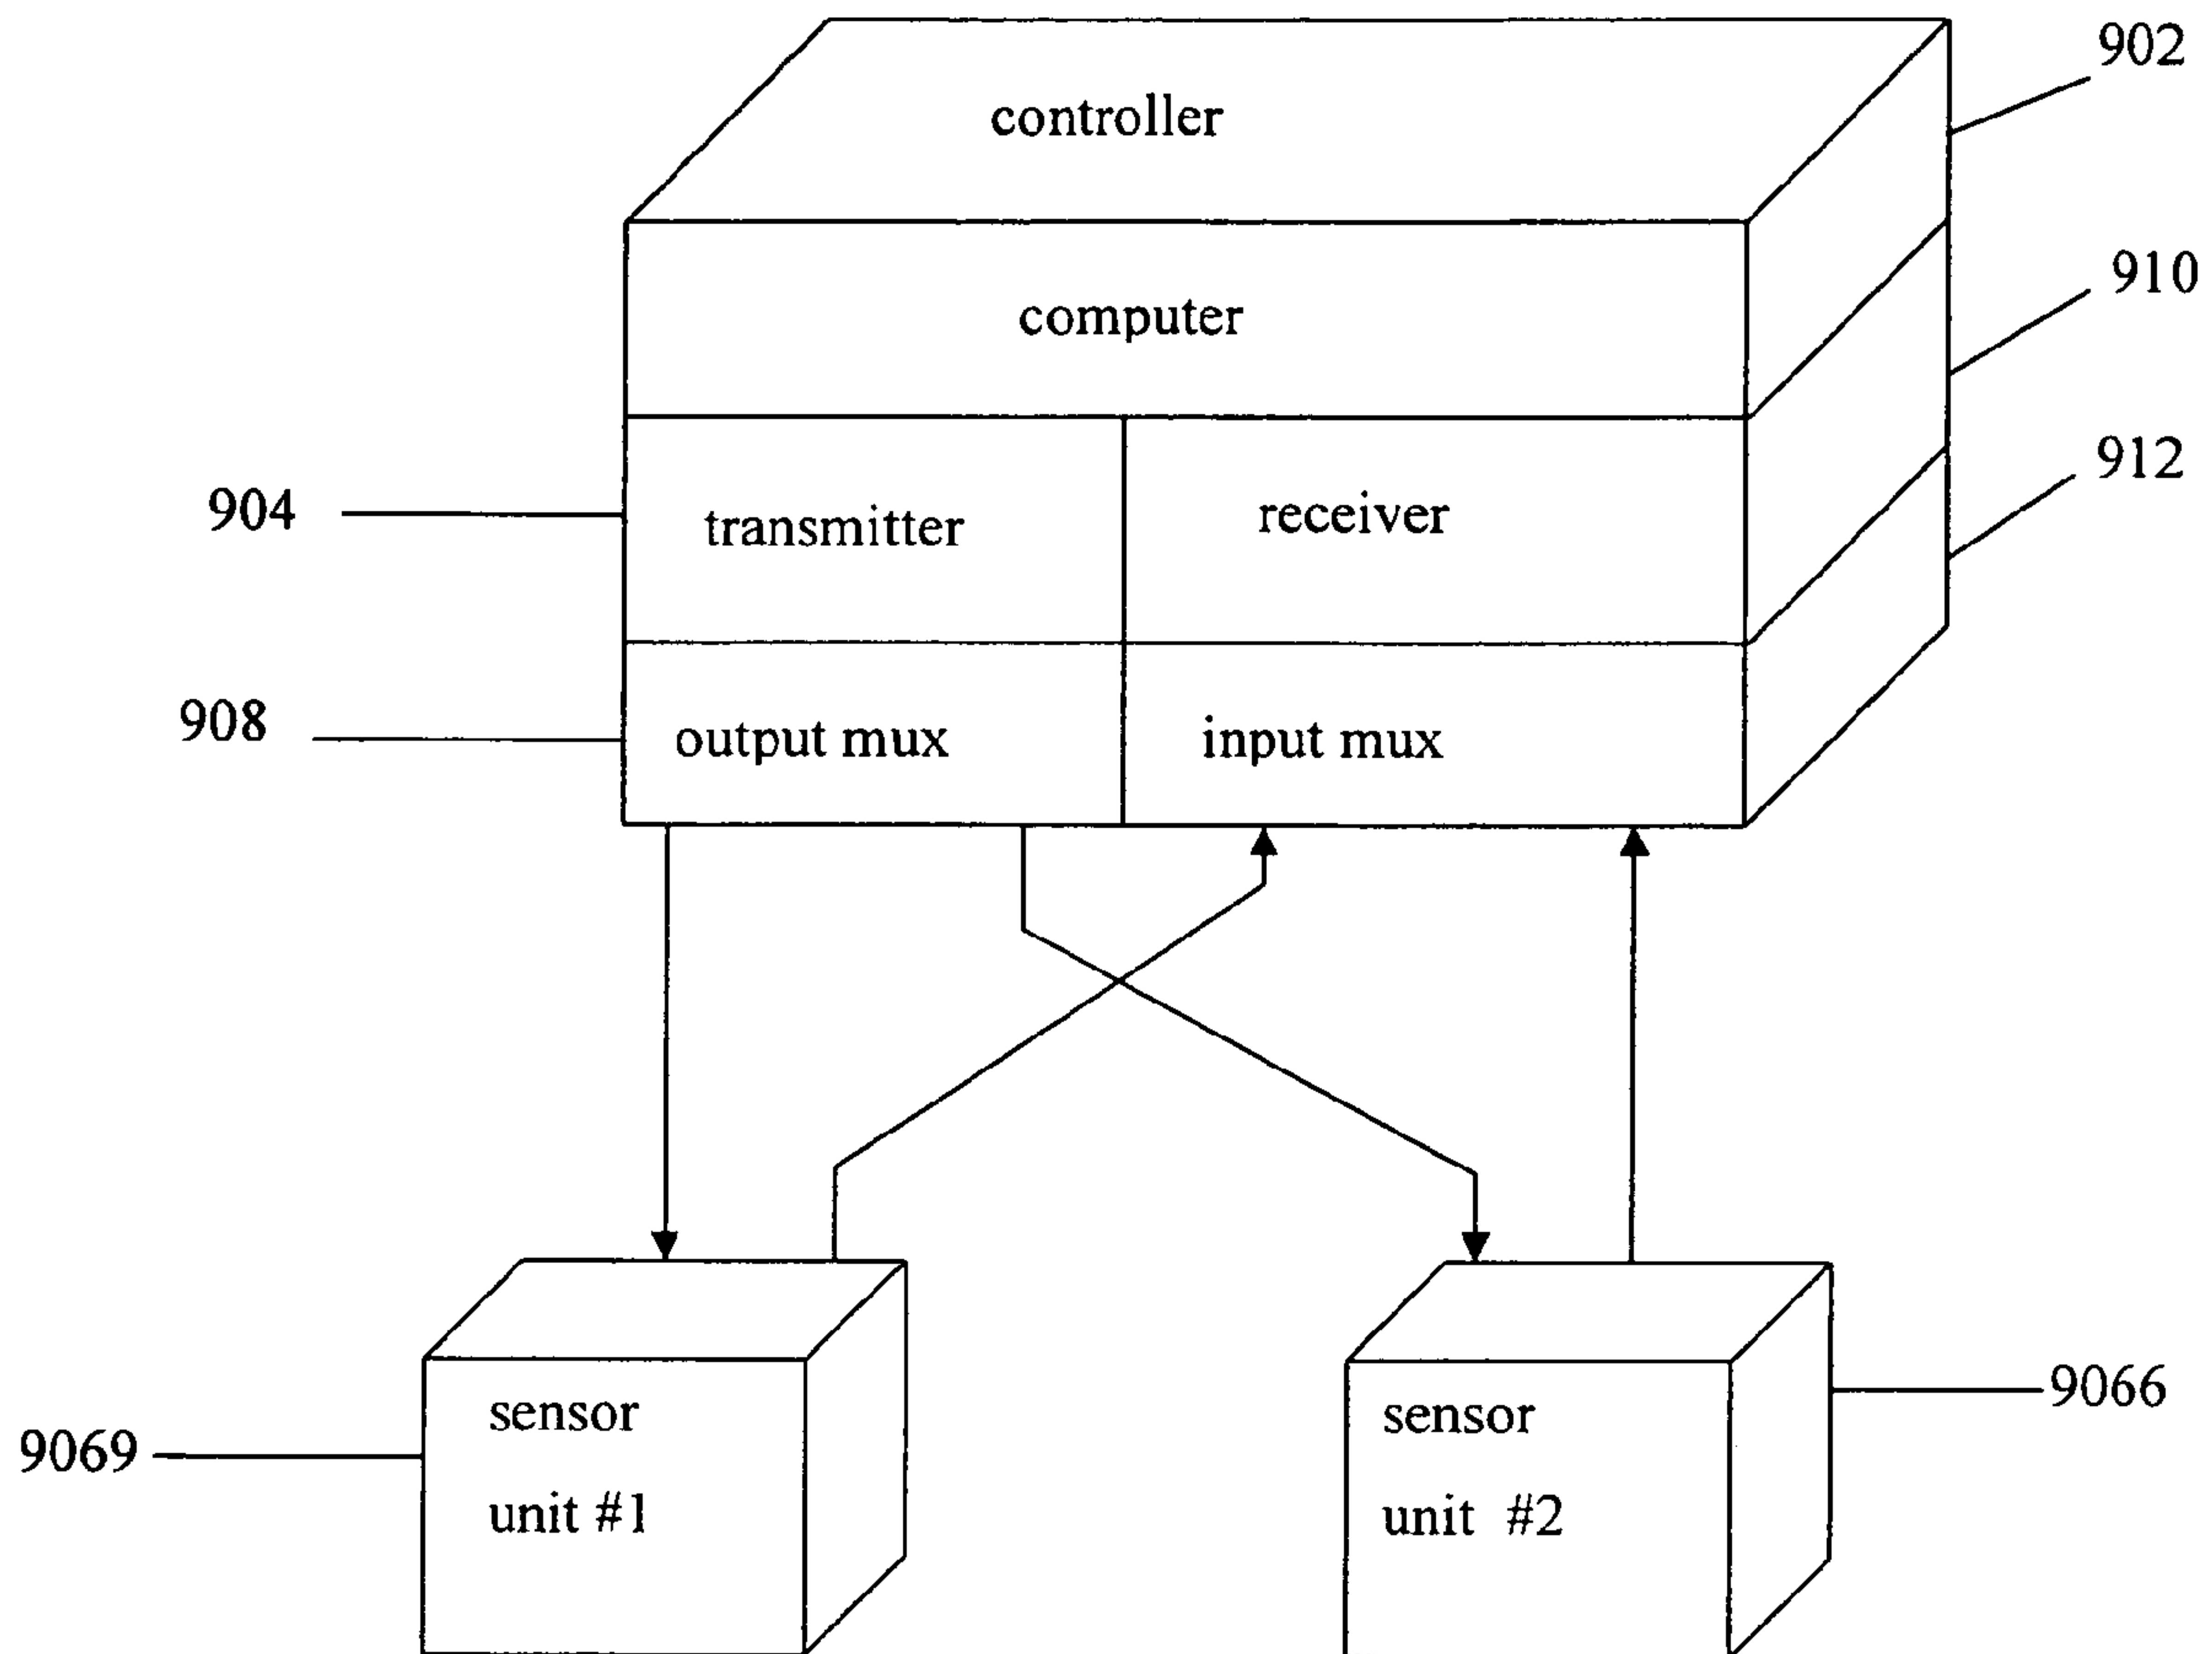 902
controller
910
computer
912
904
transmitter
receiver
908
output mux
input mux
9066
sensor
unit #1
sensor
unit #2
9069